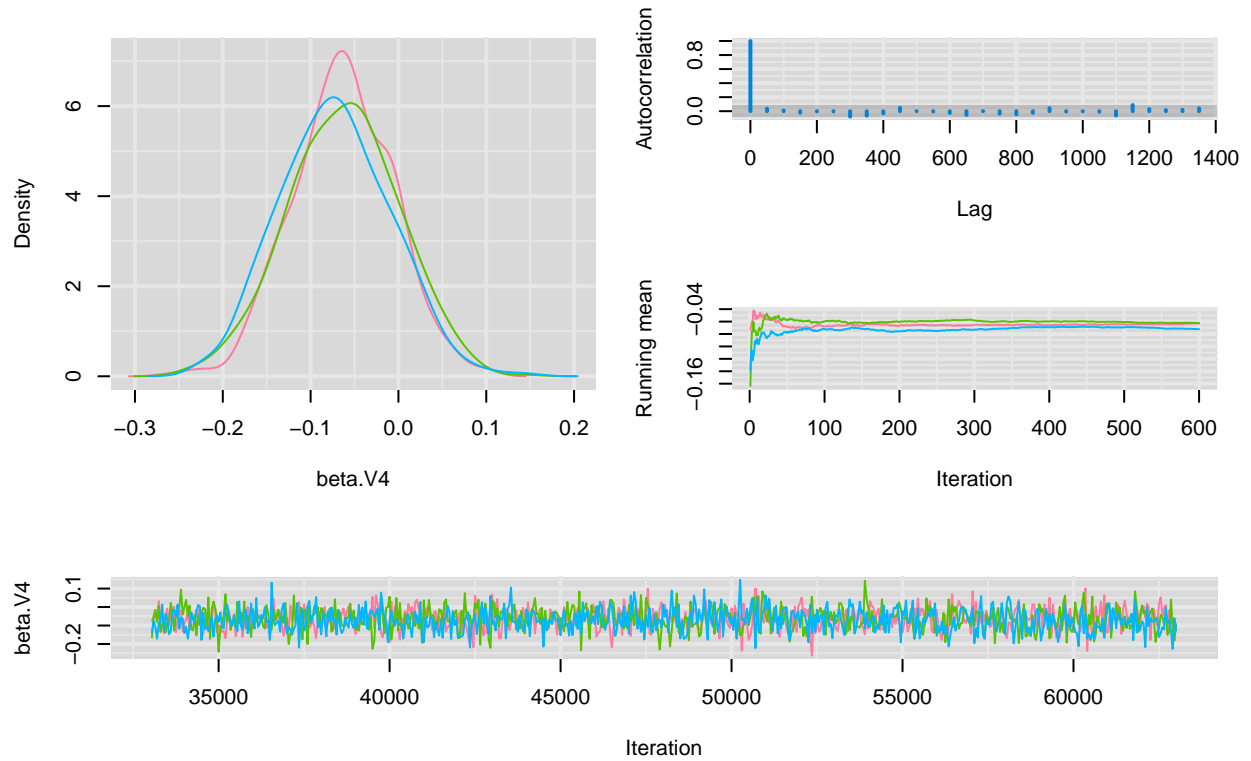 Density
6
4
2
0
−0.3 −0.2 −0.1 0.0 0.1 0.2
beta.V4
Autocorrelation
0.8
0.0
0 200 400 600 800 1000 1200 1400
Lag
Running mean
−0.04
−0.16
0 100 200 300 400 500 600
Iteration
beta.V4
0.1
−0.2
35000 40000 45000 50000 55000 60000
Iteration